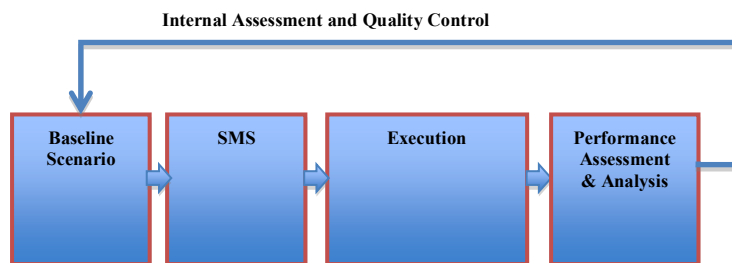 Internal Assessment and Quality Control
Baseline
Scenario
SMS
Execution
Performance
Assessment
& Analysis